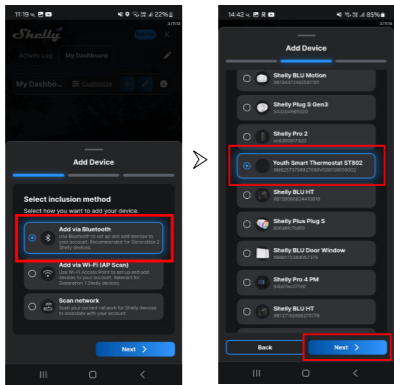 11:19
22%
Shelly
Activity Log
My Dashboard
My Dashbo...
Customize
Add Device
Select inclusion method
Select how you want to add your device.
Add via Bluetooth
Use Bluetooth to set up and add devices to
your account. Recommended for Generation 2
Shelly devices.
Add via Wi-Fi (AP Scan)
Use Wi-Fi Access Point to set up and add
devices to your account. Relevant for
Generation 1 Shelly devices.
Scan network
Scan your current network for Shelly devices
to associate with your account.
Next
14:42
85%
Add Device
Shelly BLU Motion
Shelly Plug S Gen3
Shelly Pro 2
Youth Smart Thermostat ST802
Shelly BLU HT
Shelly Plus Plug S
Shelly BLU Door Window
Shelly Pro 4 PM
Shelly BLU HT
Back
Next